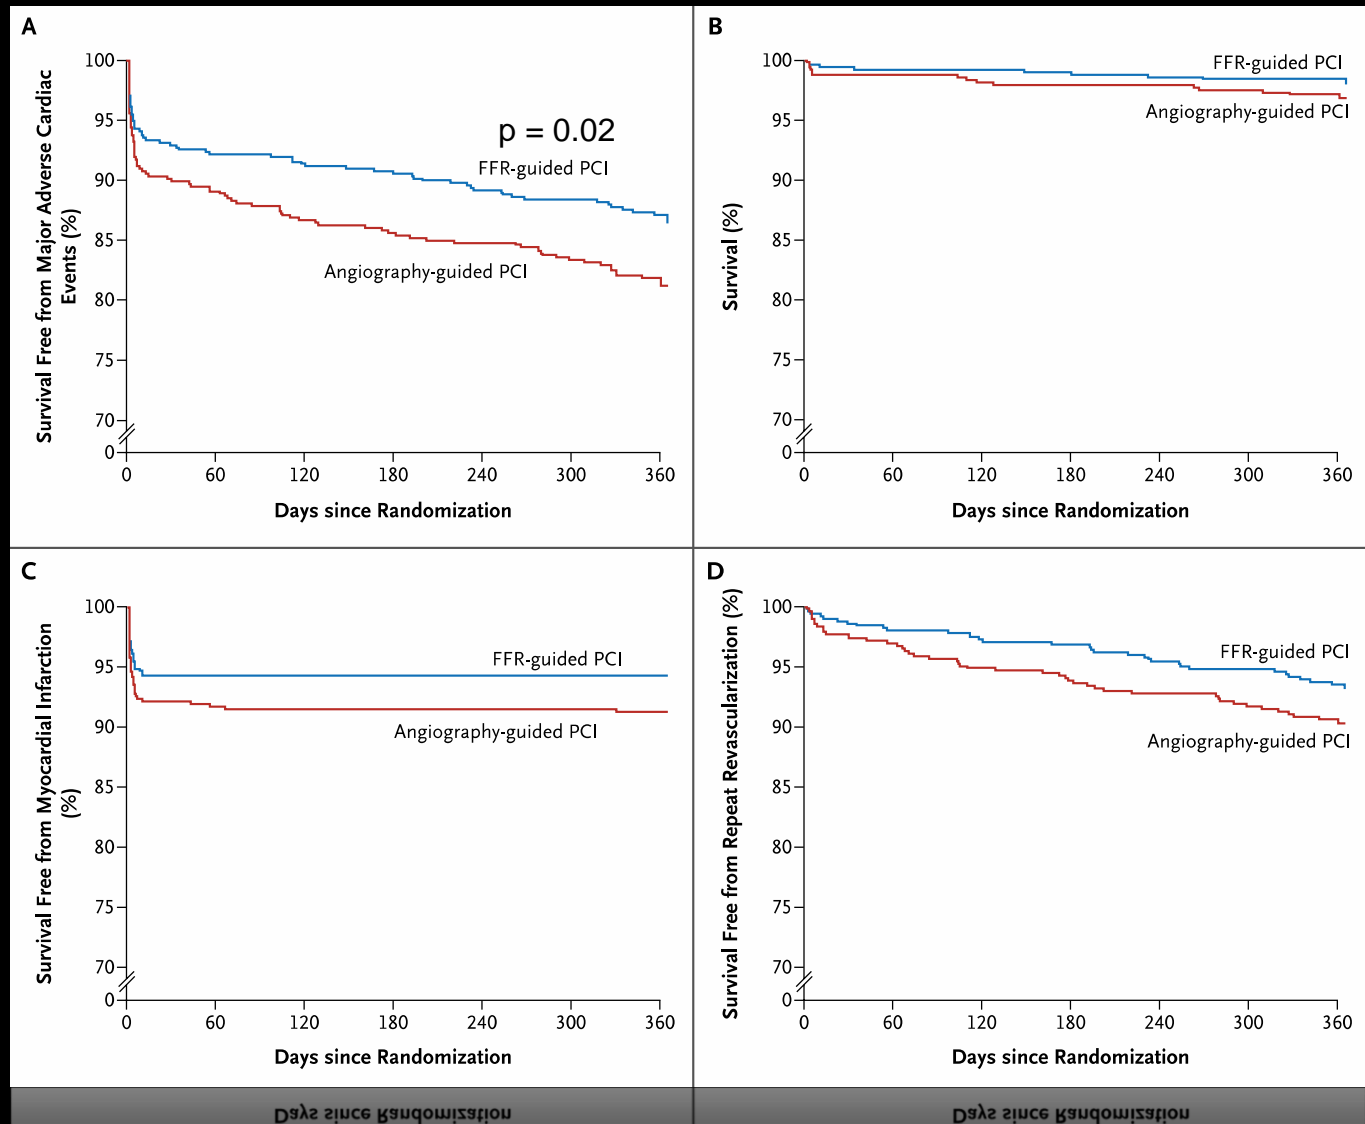 A
Survival Free from Major Adverse Cardiac
Events (%)
100
95
90
85
80
75
70
0
p = 0.02
FFR-guided PCI
Angiography-guided PCI
0 60 120 180 240 300 360
Days since Randomization
B
Survival (%)
100
95
90
85
80
75
70
0
FFR-guided PCI
Angiography-guided PCI
0 60 120 180 240 300 360
Days since Randomization
C
Survival Free from Myocardial Infarction
(%)
100
95
90
85
80
75
70
0
FFR-guided PCI
Angiography-guided PCI
0 60 120 180 240 300 360
Days since Randomization
D
Survival Free from Repeat Revascularization (%)
100
95
90
85
80
75
70
0
FFR-guided PCI
Angiography-guided PCI
0 60 120 180 240 300 360
Days since Randomization
Days since Randomization
Days since Randomization